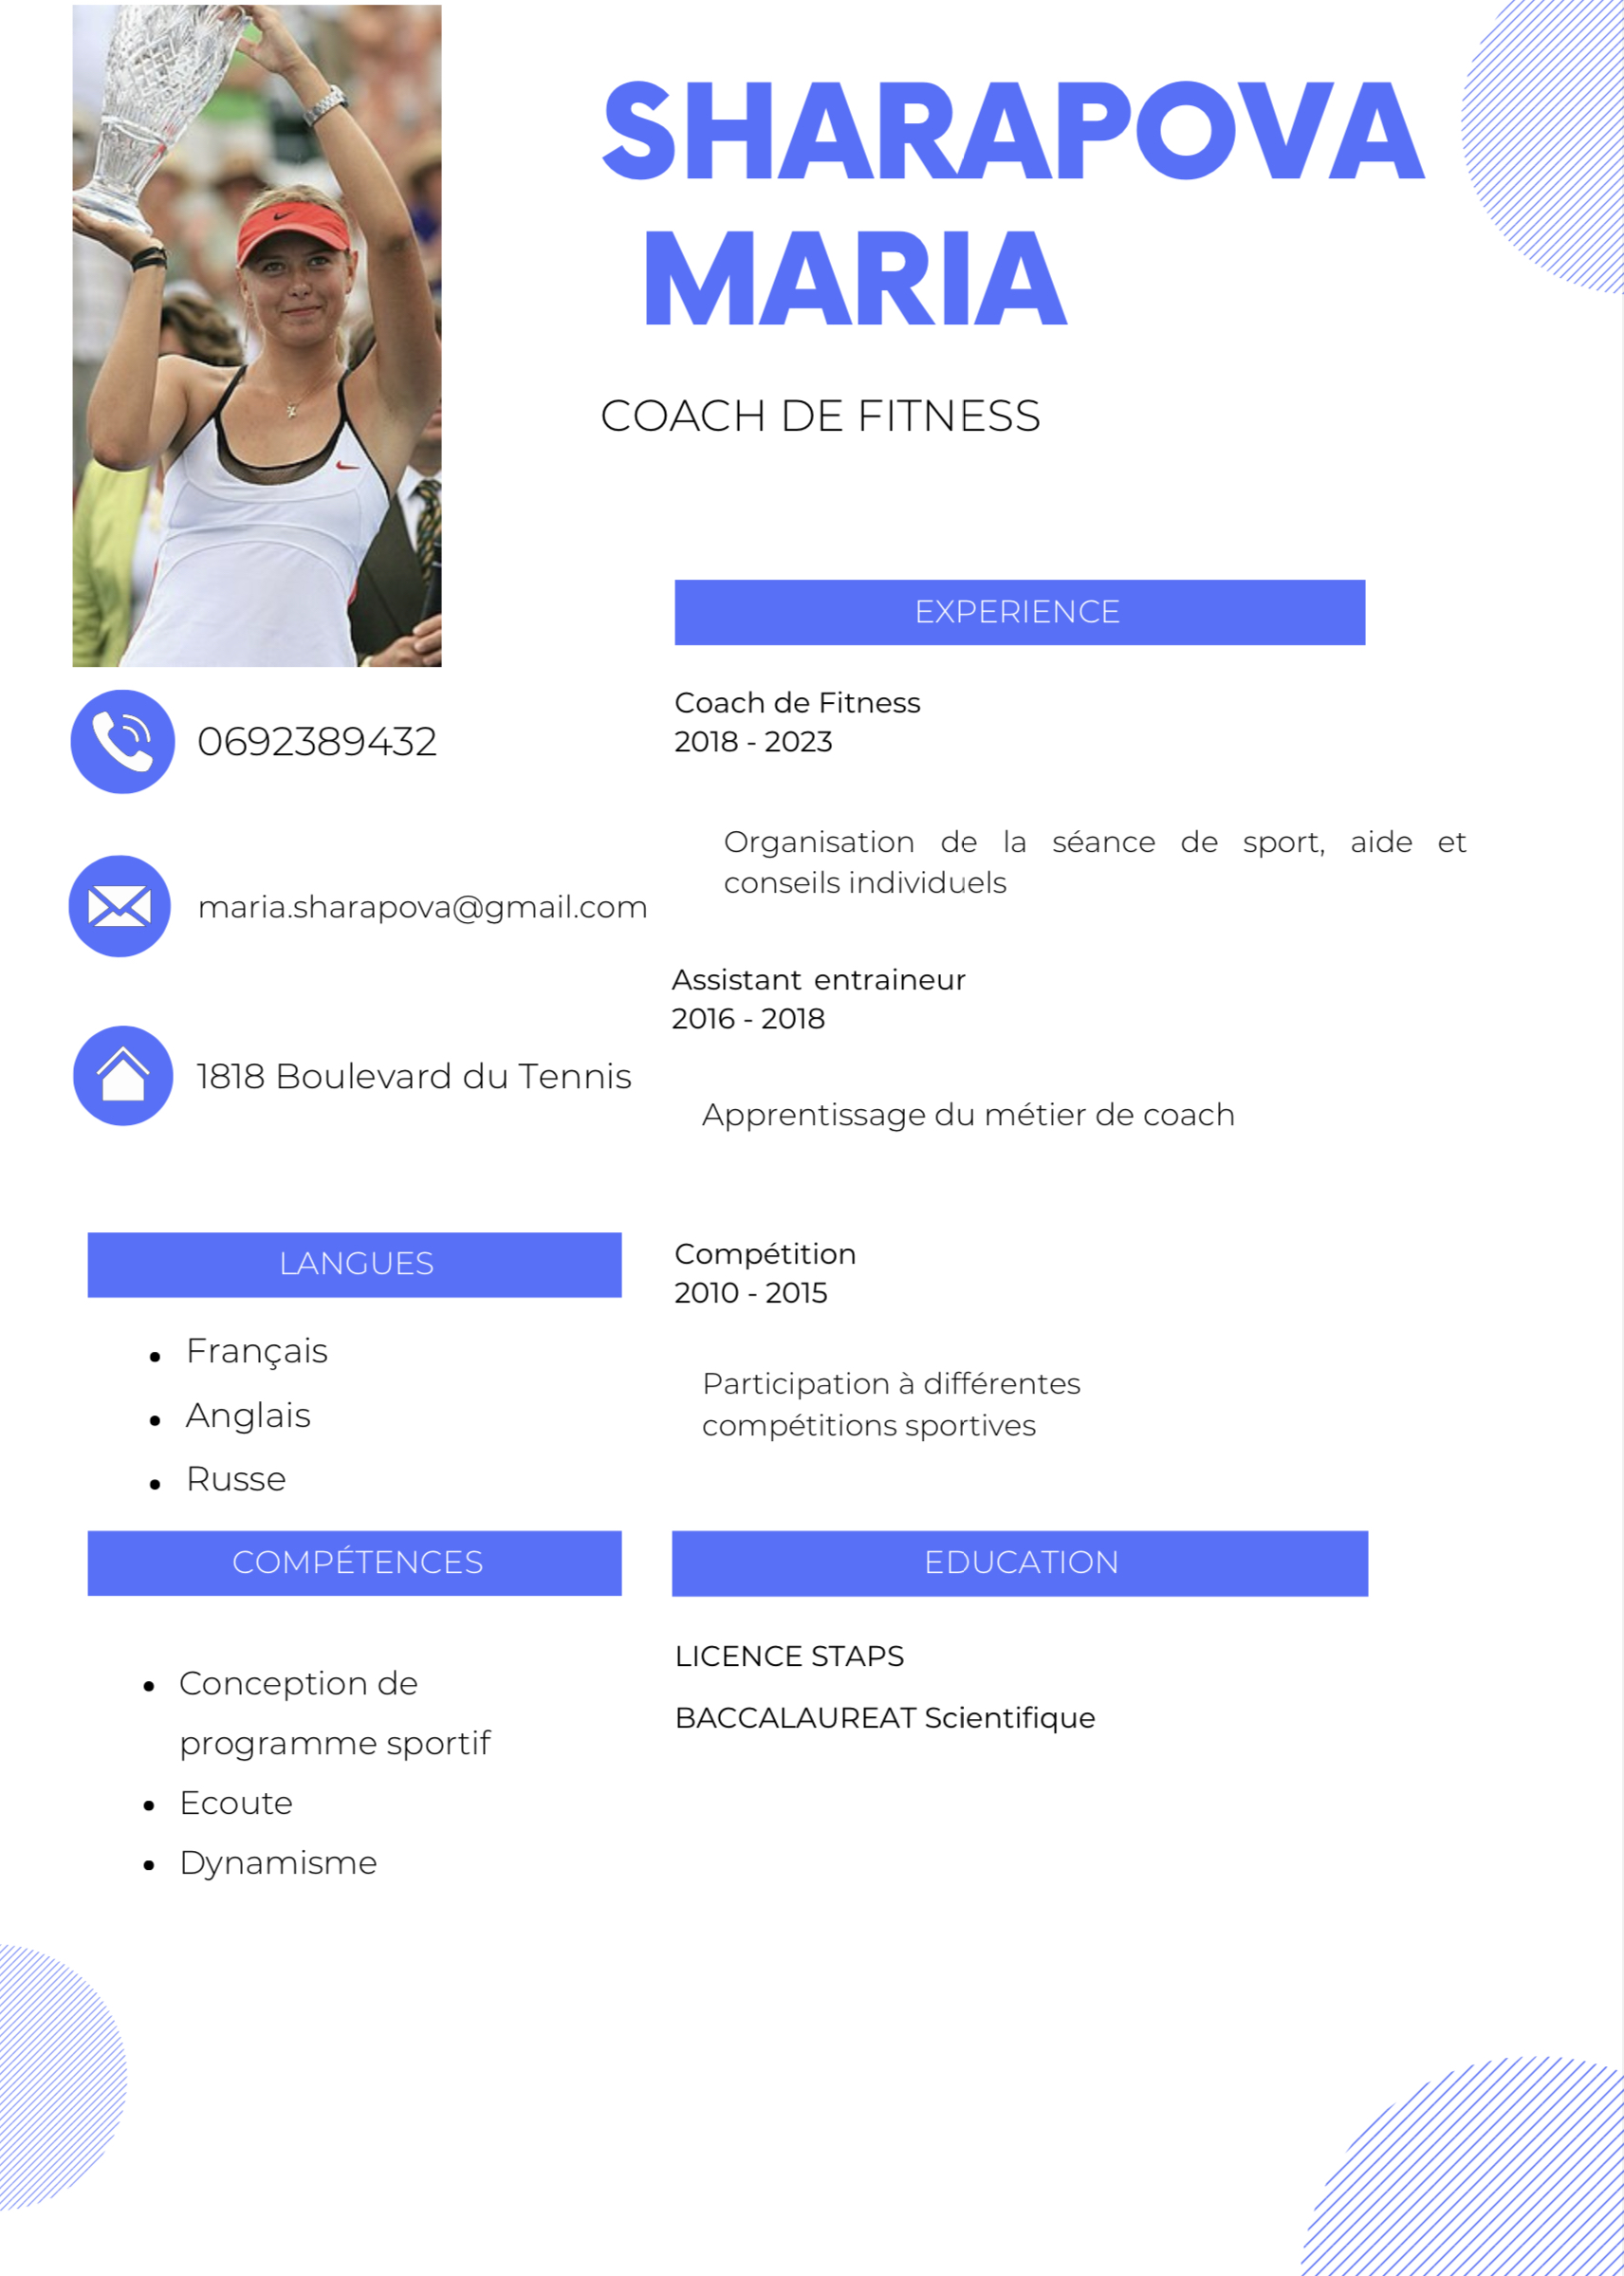 SHARAPOVA
MARIA
COACH DE FITNESS
0692389432
maria.sharapova@gmail.com
1818 Boulevard du Tennis
LANGUES
• Français
• Anglais
• Russe
COMPÉTENCES
• Conception de
programme sportif
• Ecoute
• Dynamisme
EXPERIENCE
Coach de Fitness
2018 - 2023
Organisation de la séance de sport, aide et
conseils individuels
Assistant entraineur
2016 - 2018
Apprentissage du métier de coach
Compétition
2010 - 2015
Participation à différentes
compétitions sportives
EDUCATION
LICENCE STAPS
BACCALAUREAT Scientifique